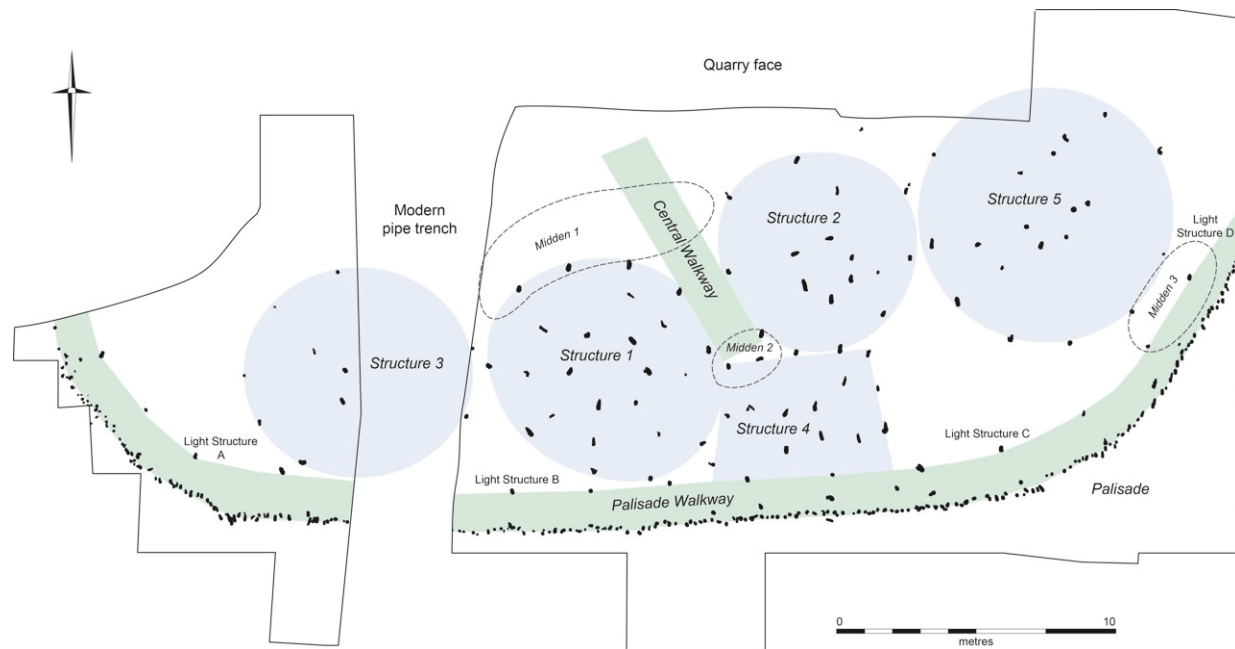 Quarry face
Modern
pipe trench
Midden 1
Central Walkway
Structure 2
Structure 5
Light
Structure D
Midden 3
Structure 3
Structure 1
Midden 2
Structure 4
Light Structure
A
Light Structure B
Light Structure C
Palisade Walkway
Palisade
0
10
metres